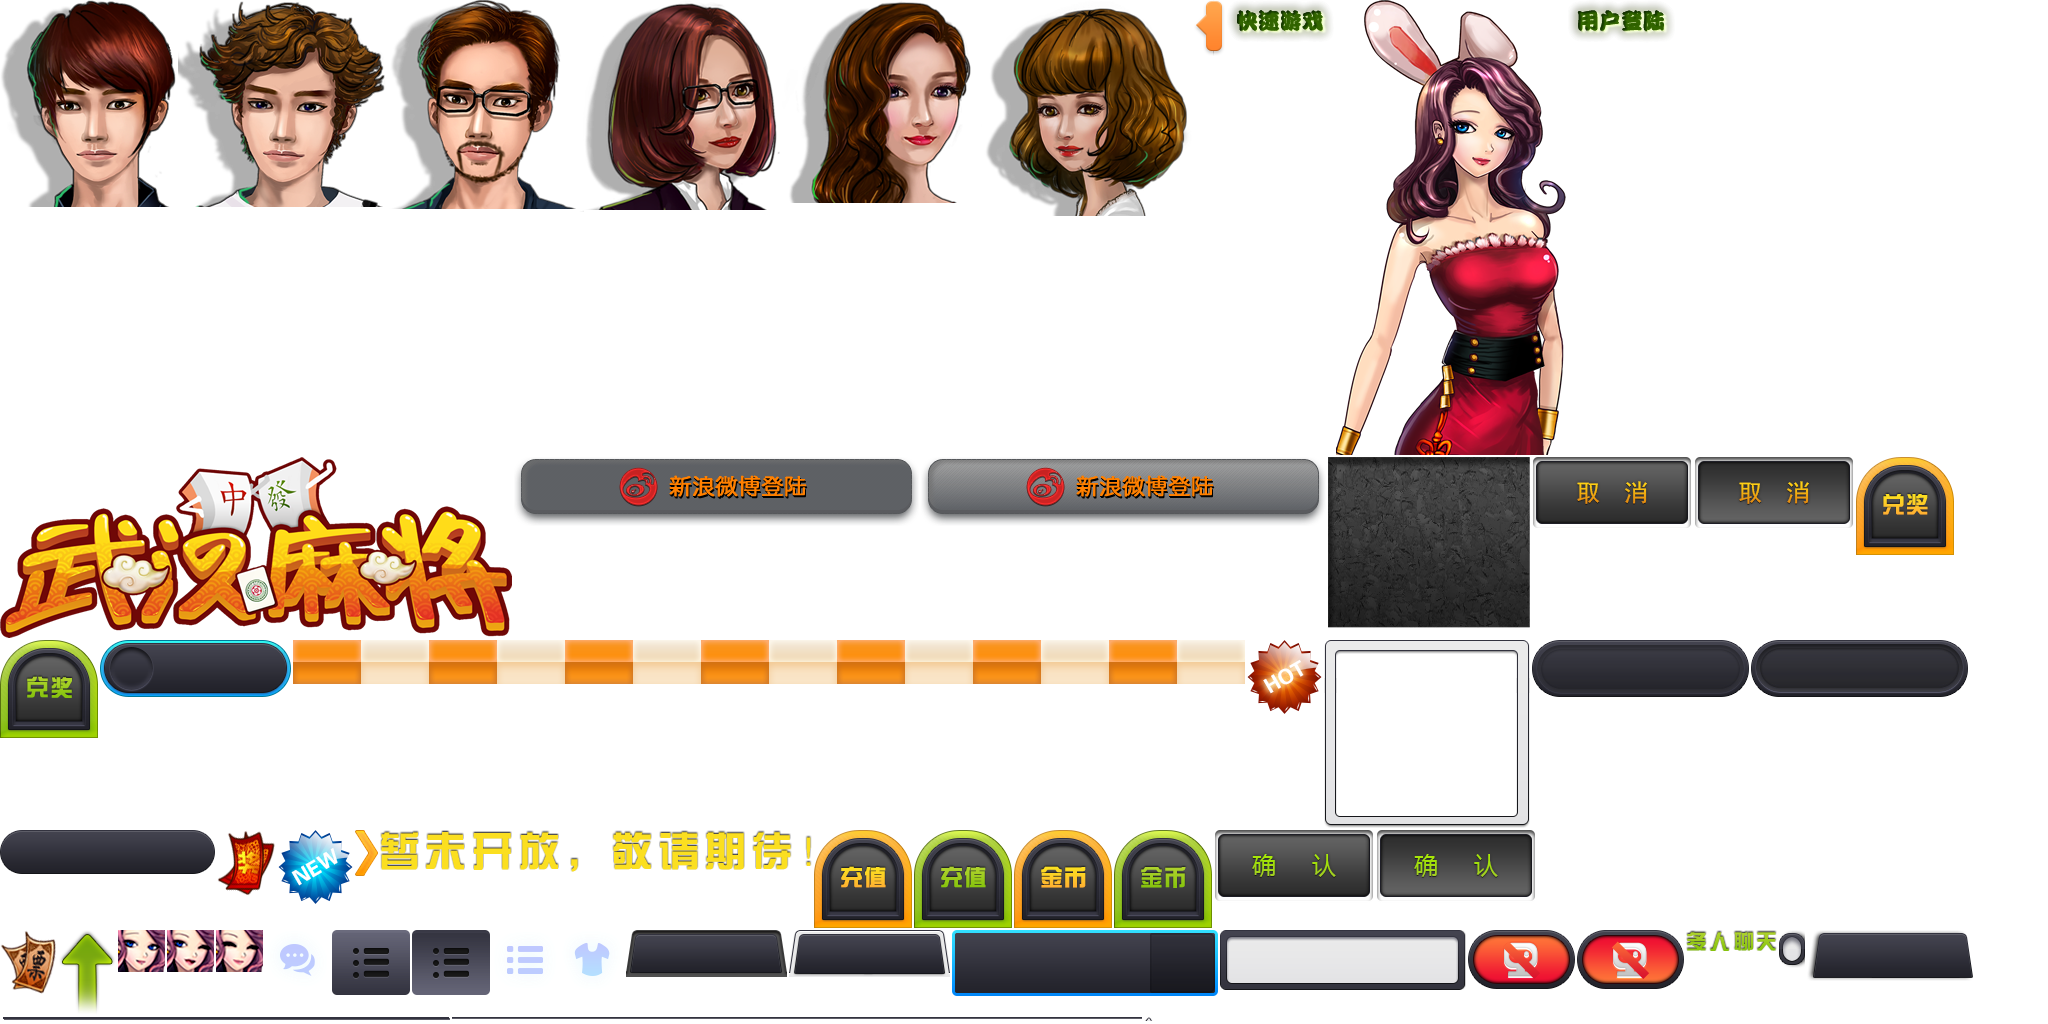 快速游戏
用户登陆
中 發
武汉麻将
新浪微博登陆
新浪微博登陆
取 消
取 消
兑奖
兑奖
HOT
奖
NEW
暂未开放，敬请期待！
充值
充值
金币
金币
确 认
确 认
多人聊天